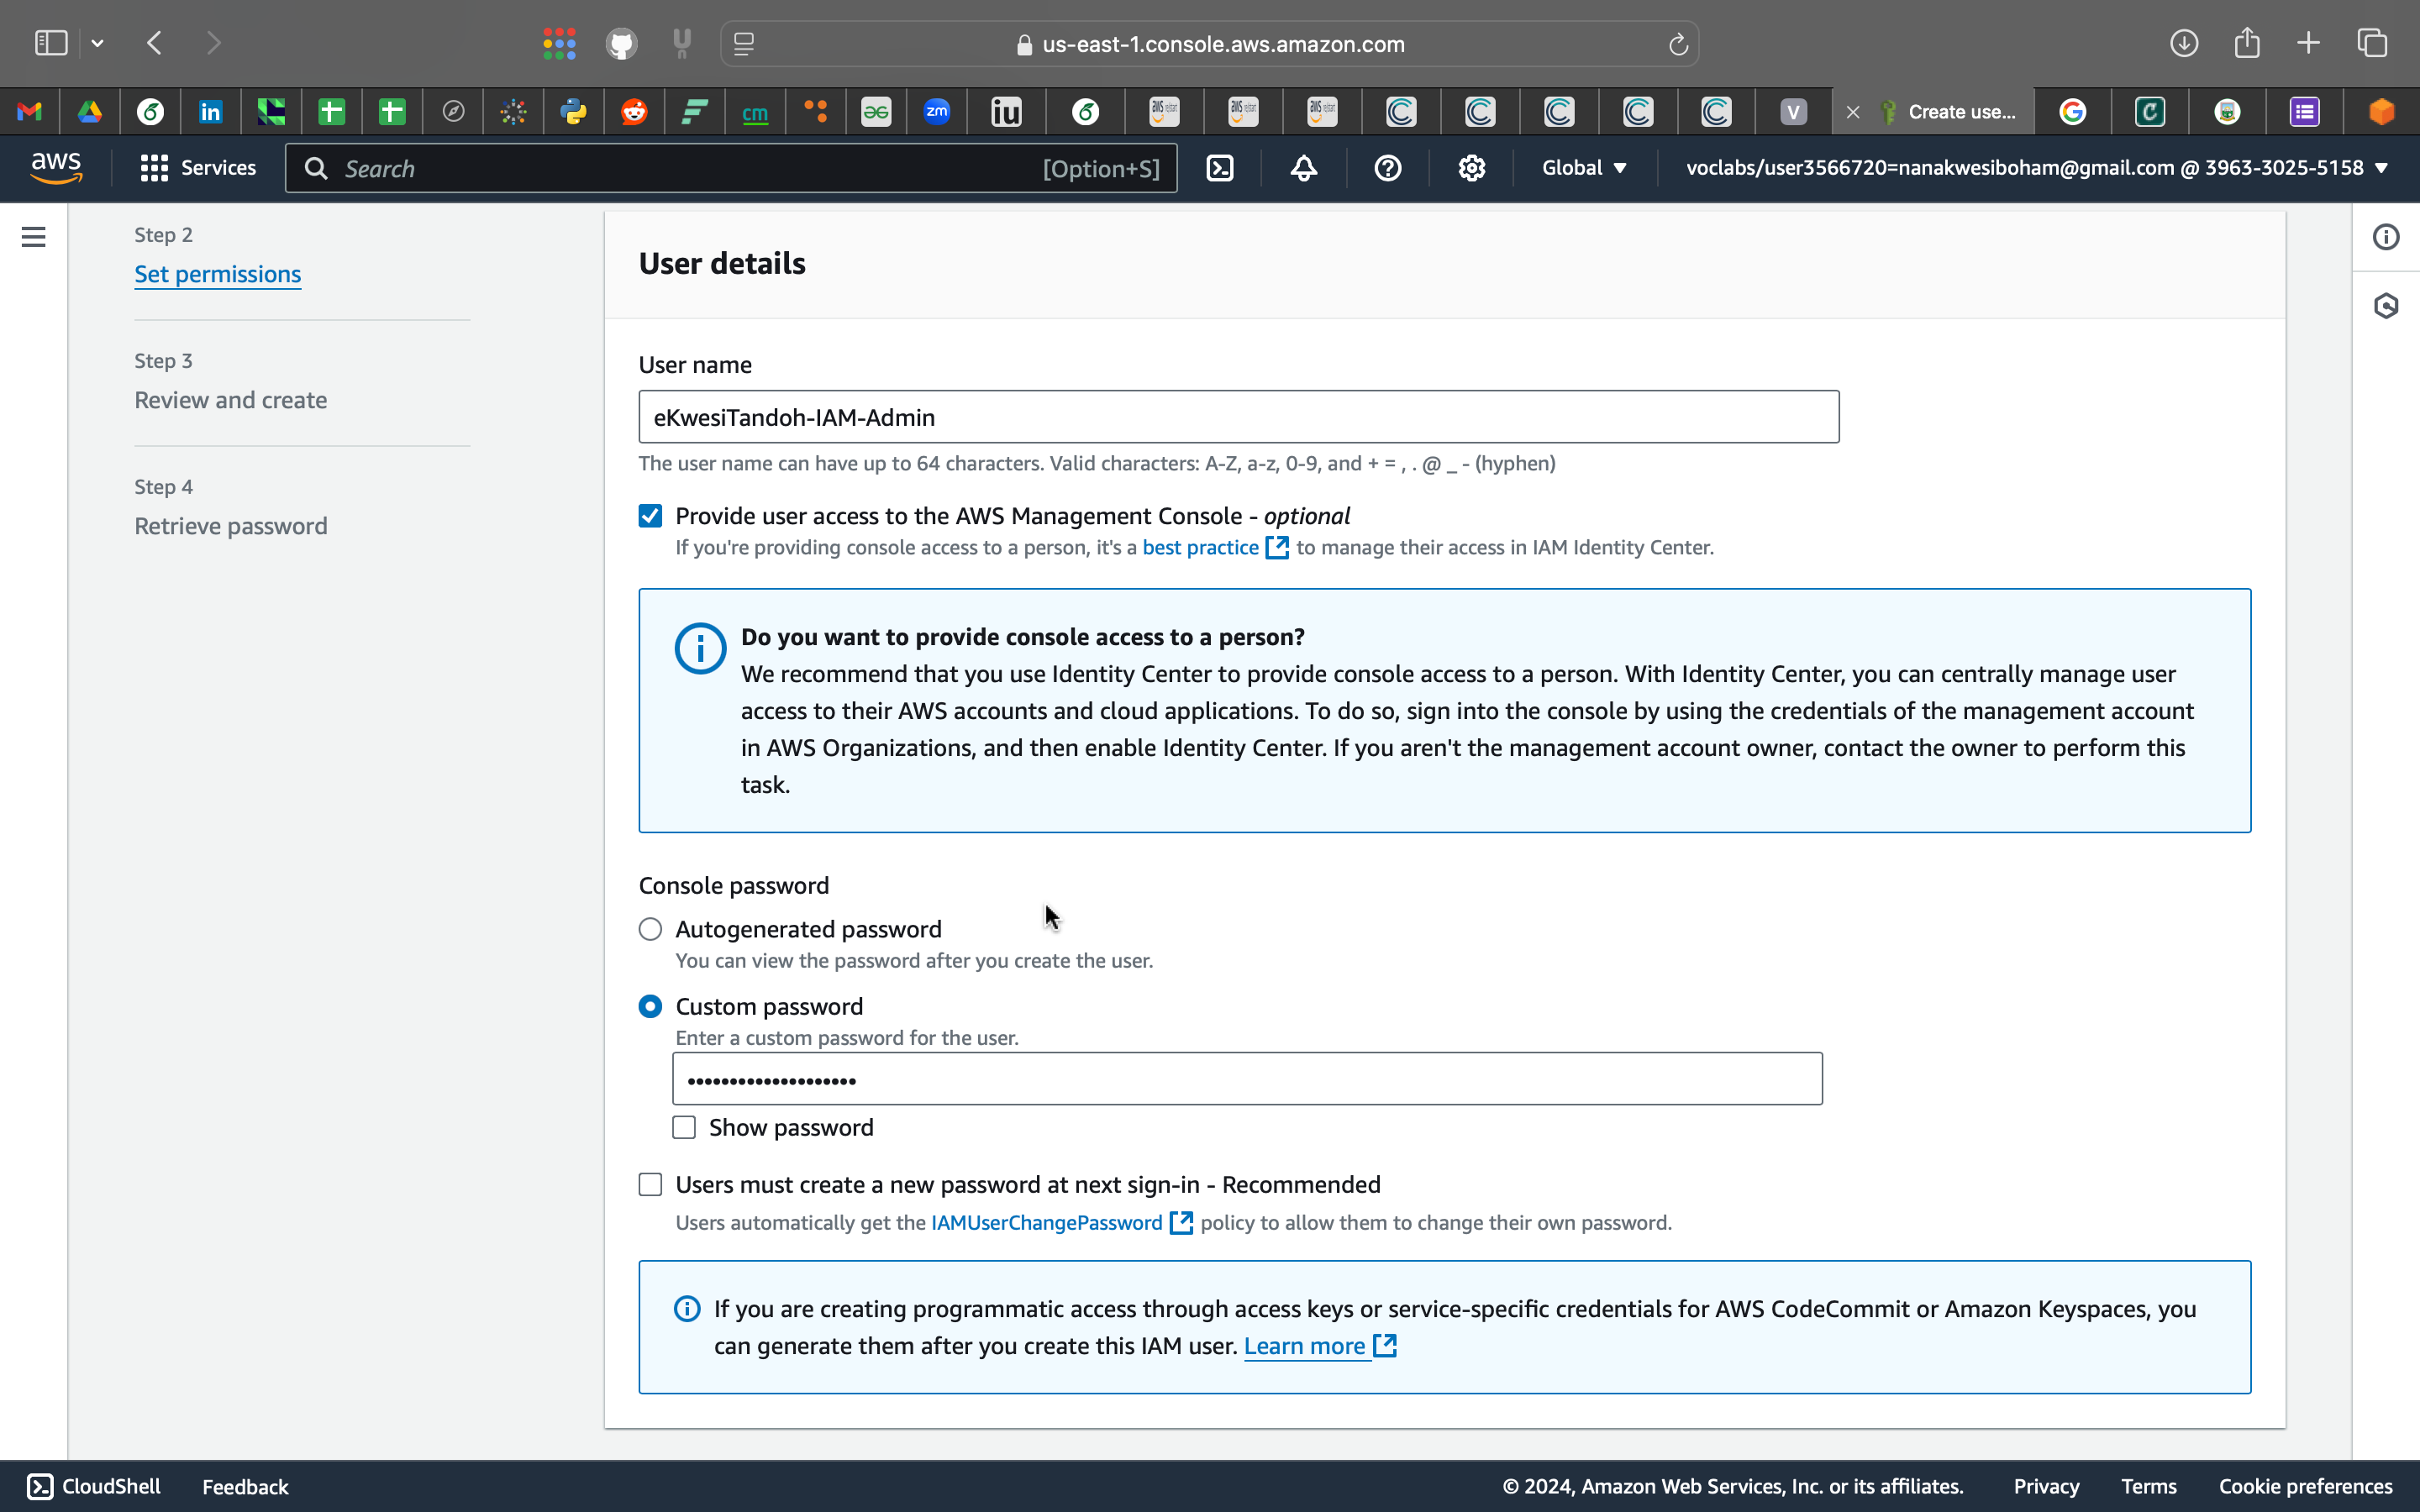 us-east-1.console.aws.amazon.com
in
cm
zm
iu
V
Create use...
aws
Services
Search
[Option+S]
Global
voclabs/user3566720=nanakwesiboham@gmail.com @ 3963-3025-5158
Step 2
Set permissions
Step 3
Review and create
Step 4
Retrieve password
User details
User name
eKwesiTandoh-IAM-Admin
The user name can have up to 64 characters. Valid characters: A-Z, a-z, 0-9, and + = , . @ _ - (hyphen)
Provide user access to the AWS Management Console - optional
If you're providing console access to a person, it's a best practice to manage their access in IAM Identity Center.
Do you want to provide console access to a person?
We recommend that you use Identity Center to provide console access to a person. With Identity Center, you can centrally manage user
access to their AWS accounts and cloud applications. To do so, sign into the console by using the credentials of the management account
in AWS Organizations, and then enable Identity Center. If you aren't the management account owner, contact the owner to perform this
task.
Console password
Autogenerated password
You can view the password after you create the user.
Custom password
Enter a custom password for the user.
••••••••••••••••••••
Show password
Users must create a new password at next sign-in - Recommended
Users automatically get the IAMUserChangePassword policy to allow them to change their own password.
If you are creating programmatic access through access keys or service-specific credentials for AWS CodeCommit or Amazon Keyspaces, you
can generate them after you create this IAM user. Learn more
CloudShell
Feedback
© 2024, Amazon Web Services, Inc. or its affiliates.
Privacy
Terms
Cookie preferences